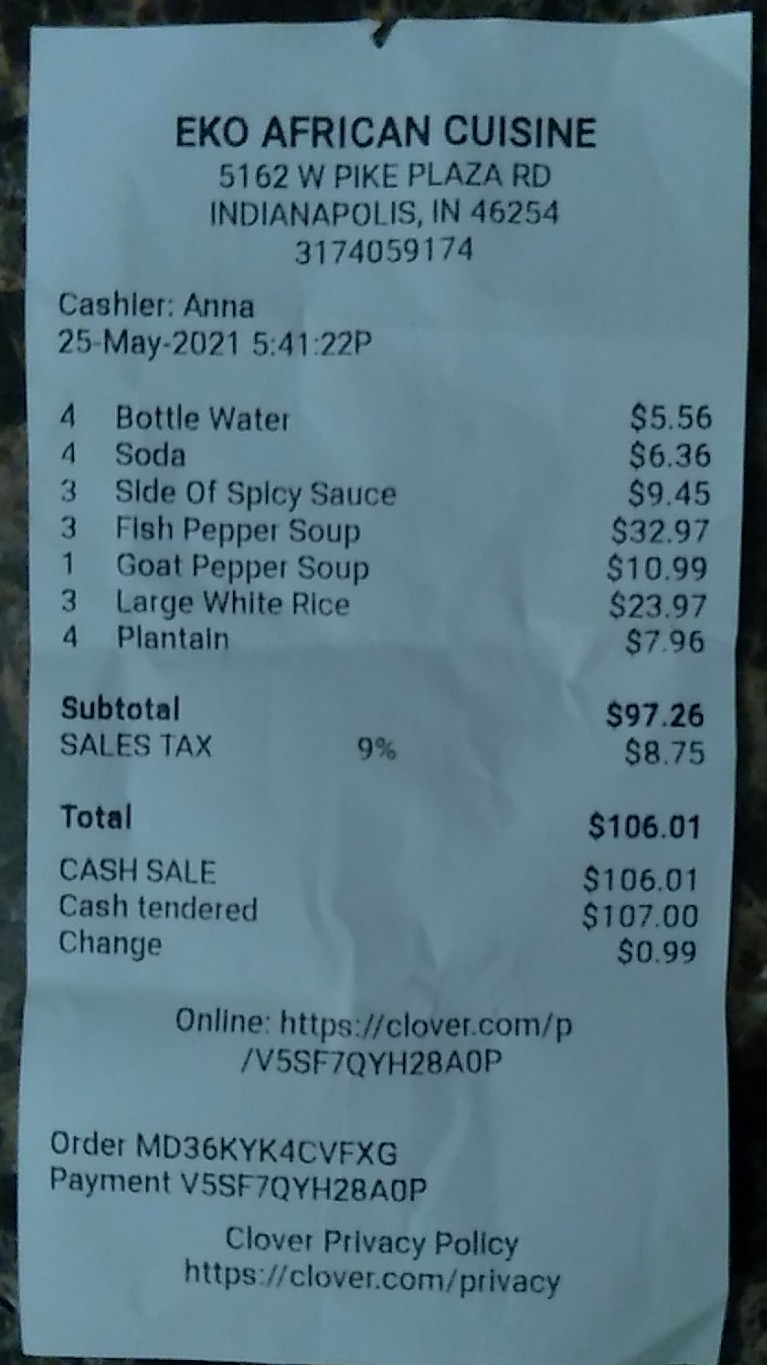 EKO AFRICAN CUISINE
5162 W PIKE PLAZA RD
INDIANAPOLIS, IN 46254
3174059174
Cashier: Anna
25-May-2021 5:41:22P
4 Bottle Water $5.56
4 Soda $6.36
3 Side Of Spicy Sauce $9.45
3 Fish Pepper Soup $32.97
1 Goat Pepper Soup $10.99
3 Large White Rice $23.97
4 Plantain $7.96
Subtotal $97.26
SALES TAX 9% $8.75
Total $106.01
CASH SALE $106.01
Cash tendered $107.00
Change $0.99
Online: https://clover.com/p
/V5SF7QYH28A0P
Order MD36KYK4CVFXG
Payment V5SF7QYH28A0P
Clover Privacy Policy
https://clover.com/privacy